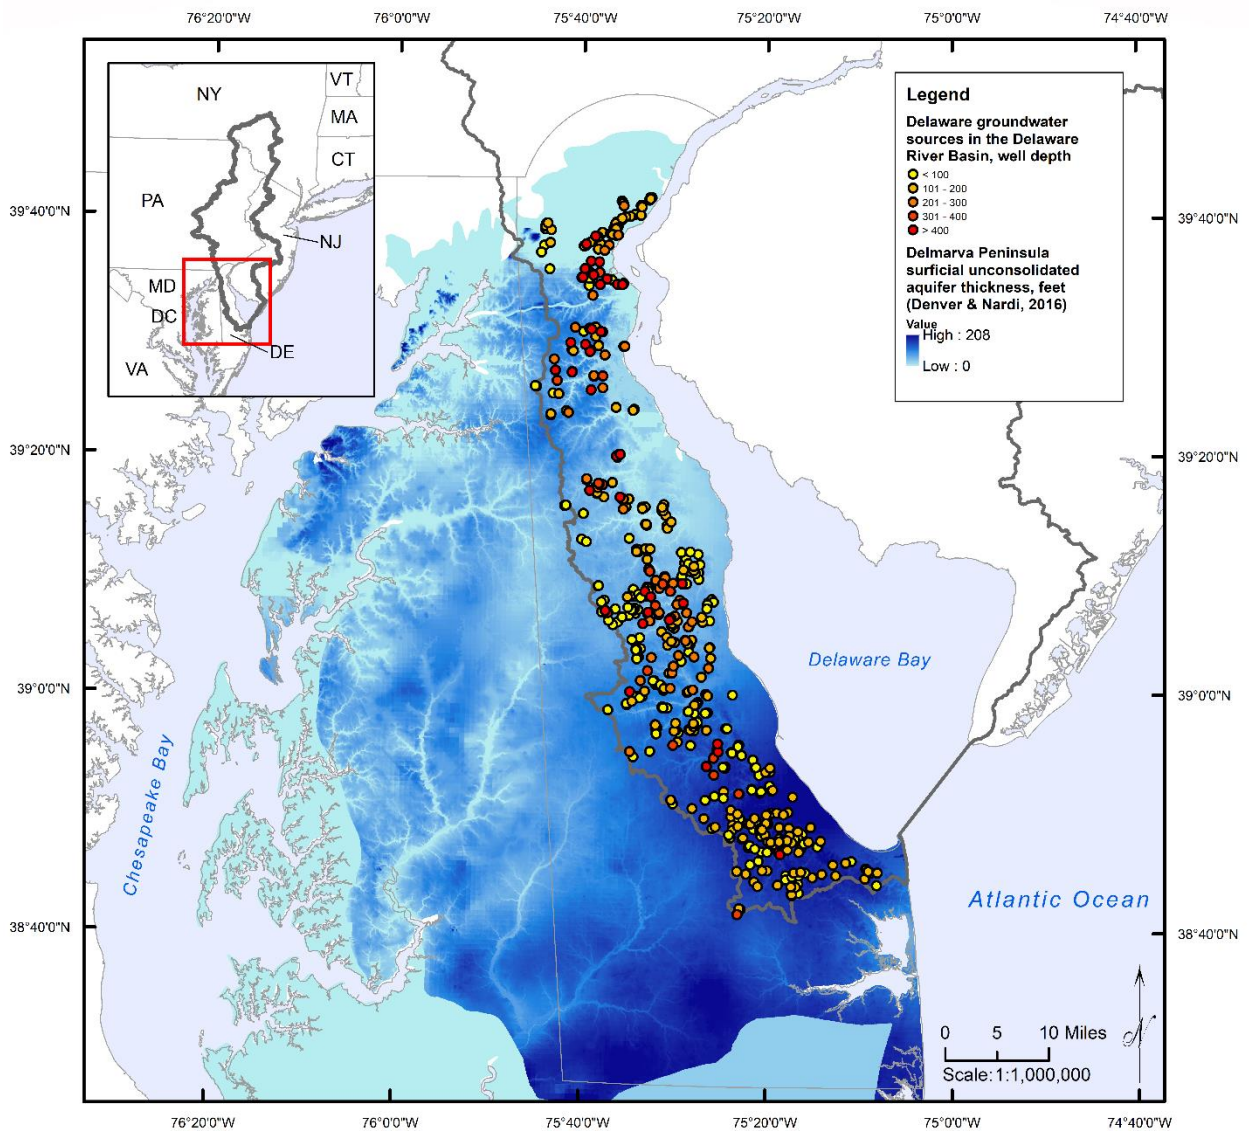 76°20'0"W 76°0'0"W 75°40'0"W 75°20'0"W 75°0'0"W 74°40'0"W
NY
VT
MA
CT
PA
NJ
MD
DC
DE
VA
Legend
Delaware groundwater
sources in the Delaware
River Basin, well depth
< 100
101 - 200
201 - 300
301 - 400
> 400
Delmarva Peninsula
surficial unconsolidated
aquifer thickness, feet
(Denver & Nardi, 2016)
Value
High : 208
Low : 0
39°40'0"N 39°40'0"N
39°20'0"N 39°20'0"N
Delaware Bay
39°0'0"N 39°0'0"N
Chesapeake Bay
Atlantic Ocean
38°40'0"N 38°40'0"N
N
0 5 10 Miles
Scale: 1:1,000,000
76°20'0"W 76°0'0"W 75°40'0"W 75°20'0"W 75°0'0"W 74°40'0"W